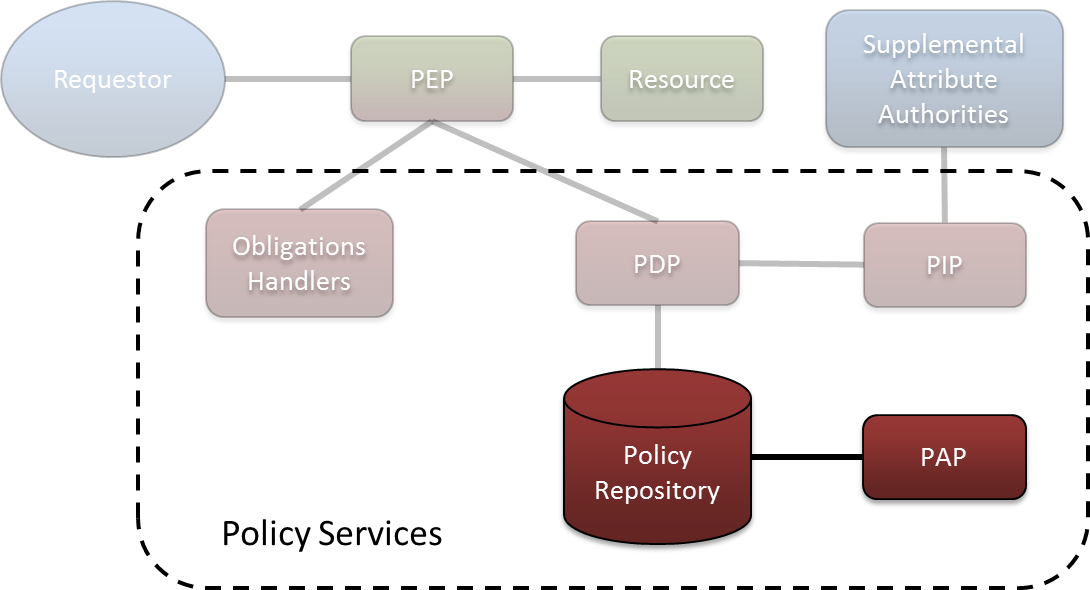 Requestor
PEP
Resource
Supplemental
Attribute
Authorities
Obligations
Handlers
PDP
PIP
Policy
Repository
PAP
Policy Services